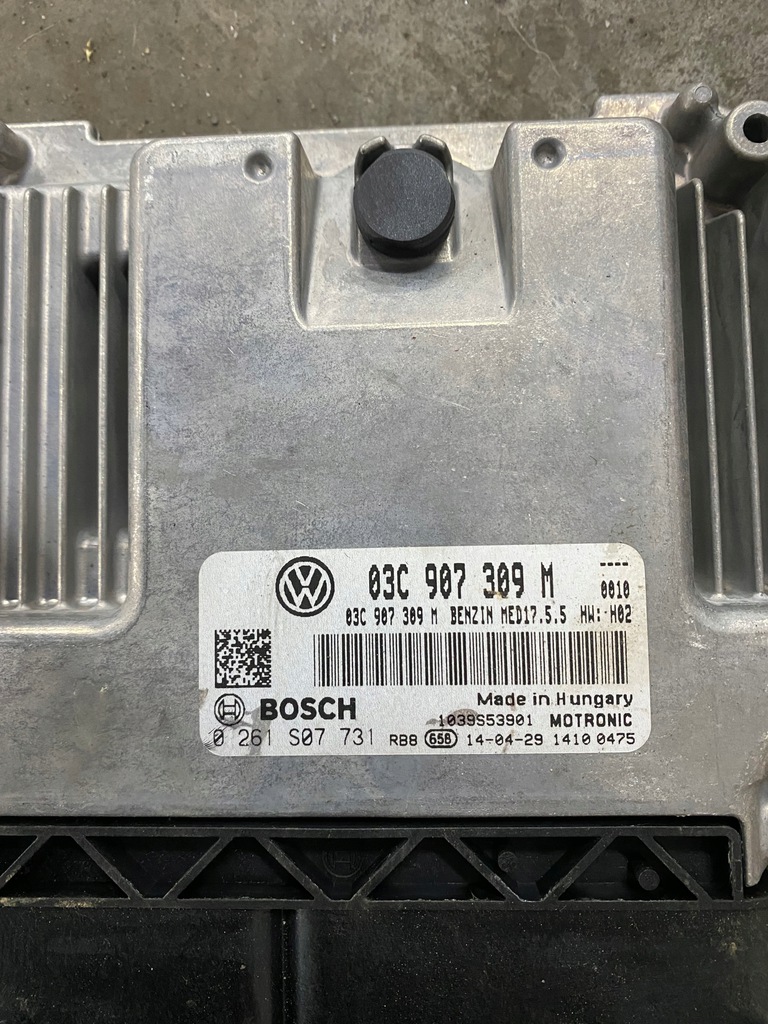 03C 907 309 M ----
0010
03C 907 309 M BENZIN MED17.5.5 HW: H02
BOSCH
Made in Hungary
1039S53901 MOTRONIC
0 261 S07 731 RB8 65B 14-04-29 1410 0475